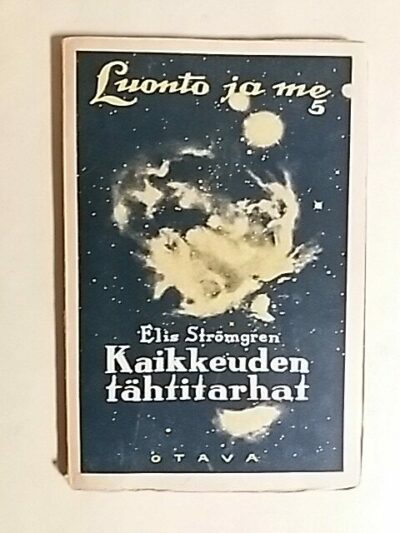 Luonto ja me
5
Elis Strömgren
Kaikkeuden
tähtitarhat
OTAVA